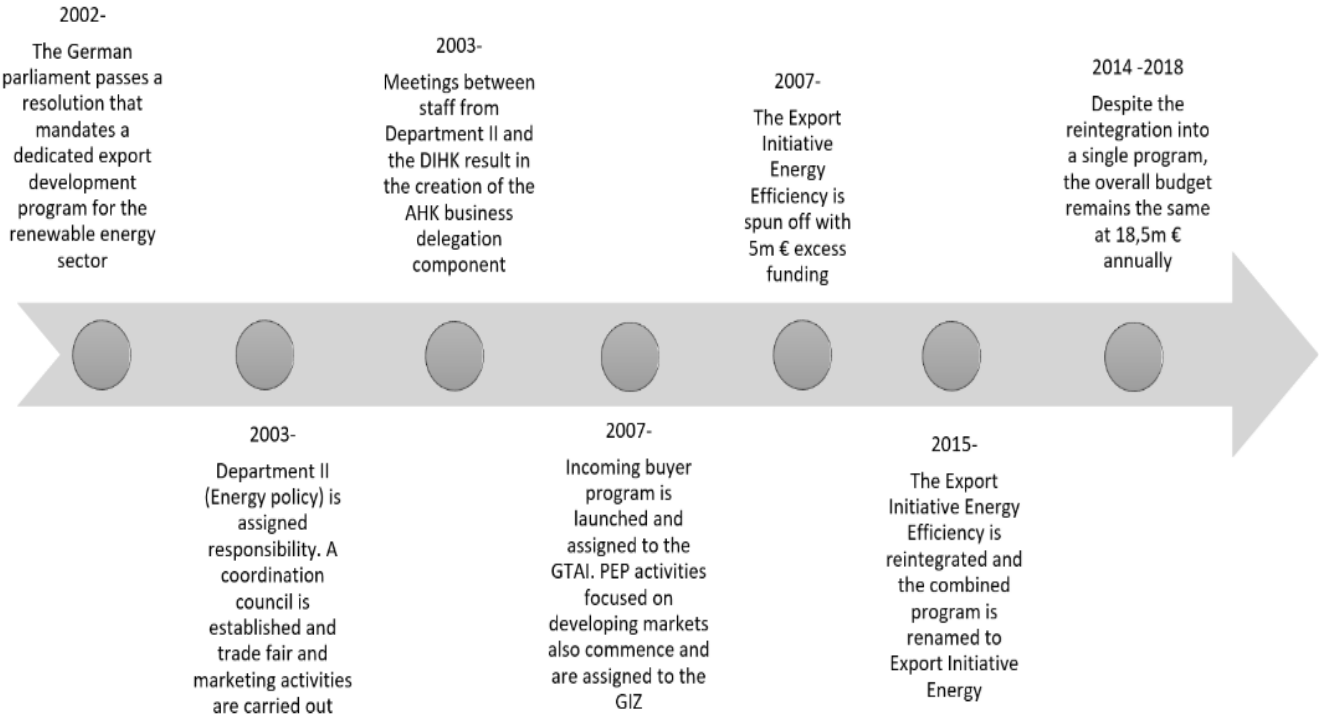 2002-
The German
parliament passes a
resolution that
mandates a
dedicated export
development
program for the
renewable energy
sector
2003-
Department II
(Energy policy) is
assigned
responsibility. A
coordination
council is
established and
trade fair and
marketing activities
are carried out
2003-
Meetings between
staff from
Department II and
the DIHK result in
the creation of the
AHK business
delegation
component
2007-
Incoming buyer
program is
launched and
assigned to the
GTAI. PEP activities
focused on
developing markets
also commence and
are assigned to the
GIZ
2007-
The Export
Initiative
Energy
Efficiency is
spun off with
5m € excess
funding
2015-
The Export
Initiative Energy
Efficiency is
reintegrated and
the combined
program is
renamed to
Export Initiative
Energy
2014 -2018
Despite the
reintegration into
a single program,
the overall budget
remains the same
at 18,5m €
annually